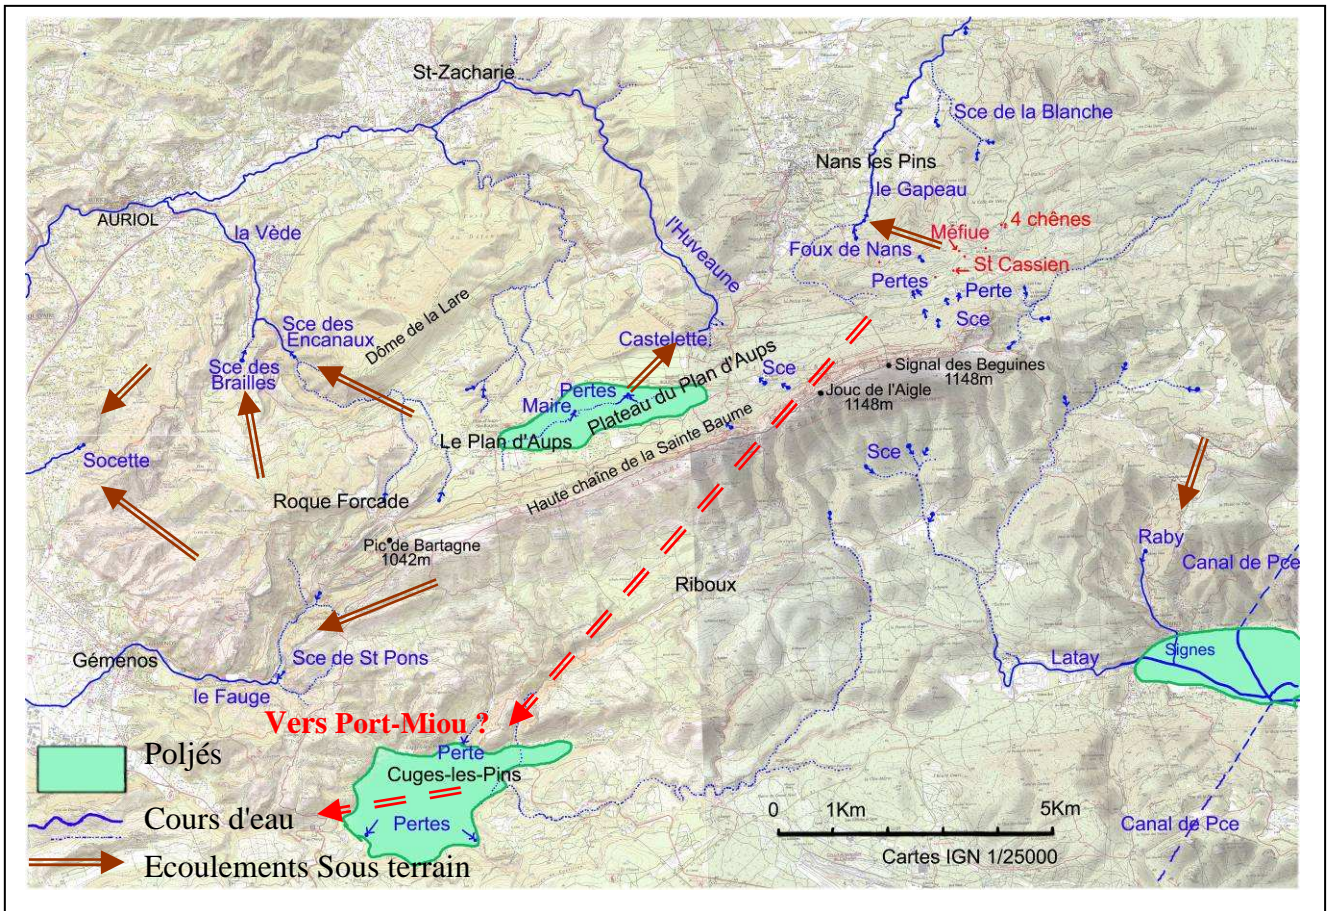 St-Zacharie
Sce de la Blanche
Nans les Pins
le Gapeau
AURIOL
la Vède
l'Huveaune
4 chênes
Méfiue
Foux de Nans
St Cassien
Pertes
Perte
Sce
Sce des
Encanaux
Dôme de la Lare
Castelette
Sce des
Brailles
Signal des Beguines
1148m
Sce
Jouc de l'Aigle
1148m
Pertes
Maire
Plateau du Plan d'Aups
Le Plan d'Aups
Haute chaîne de la Sainte Baume
Socette
Sce
Roque Forcade
Pic de Bartagne
1042m
Raby
Canal de Pce
Riboux
Gémenos
Sce de St Pons
le Fauge
Latay
Signes
Vers Port-Miou ?
Poljés
Perte
Cuges-les-Pins
Cours d'eau
Pertes
0 1Km 5Km
Canal de Pce
Cartes IGN 1/25000
Ecoulements Sous terrain